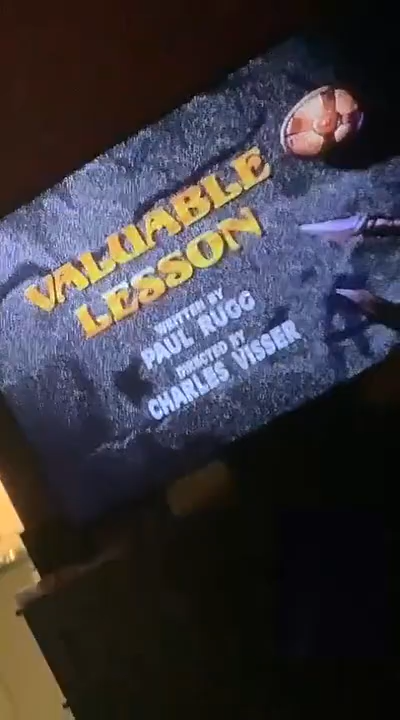 VALUABLE
LESSON
WRITTEN BY
PAUL RUGG
DIRECTED BY
CHARLES VISSER